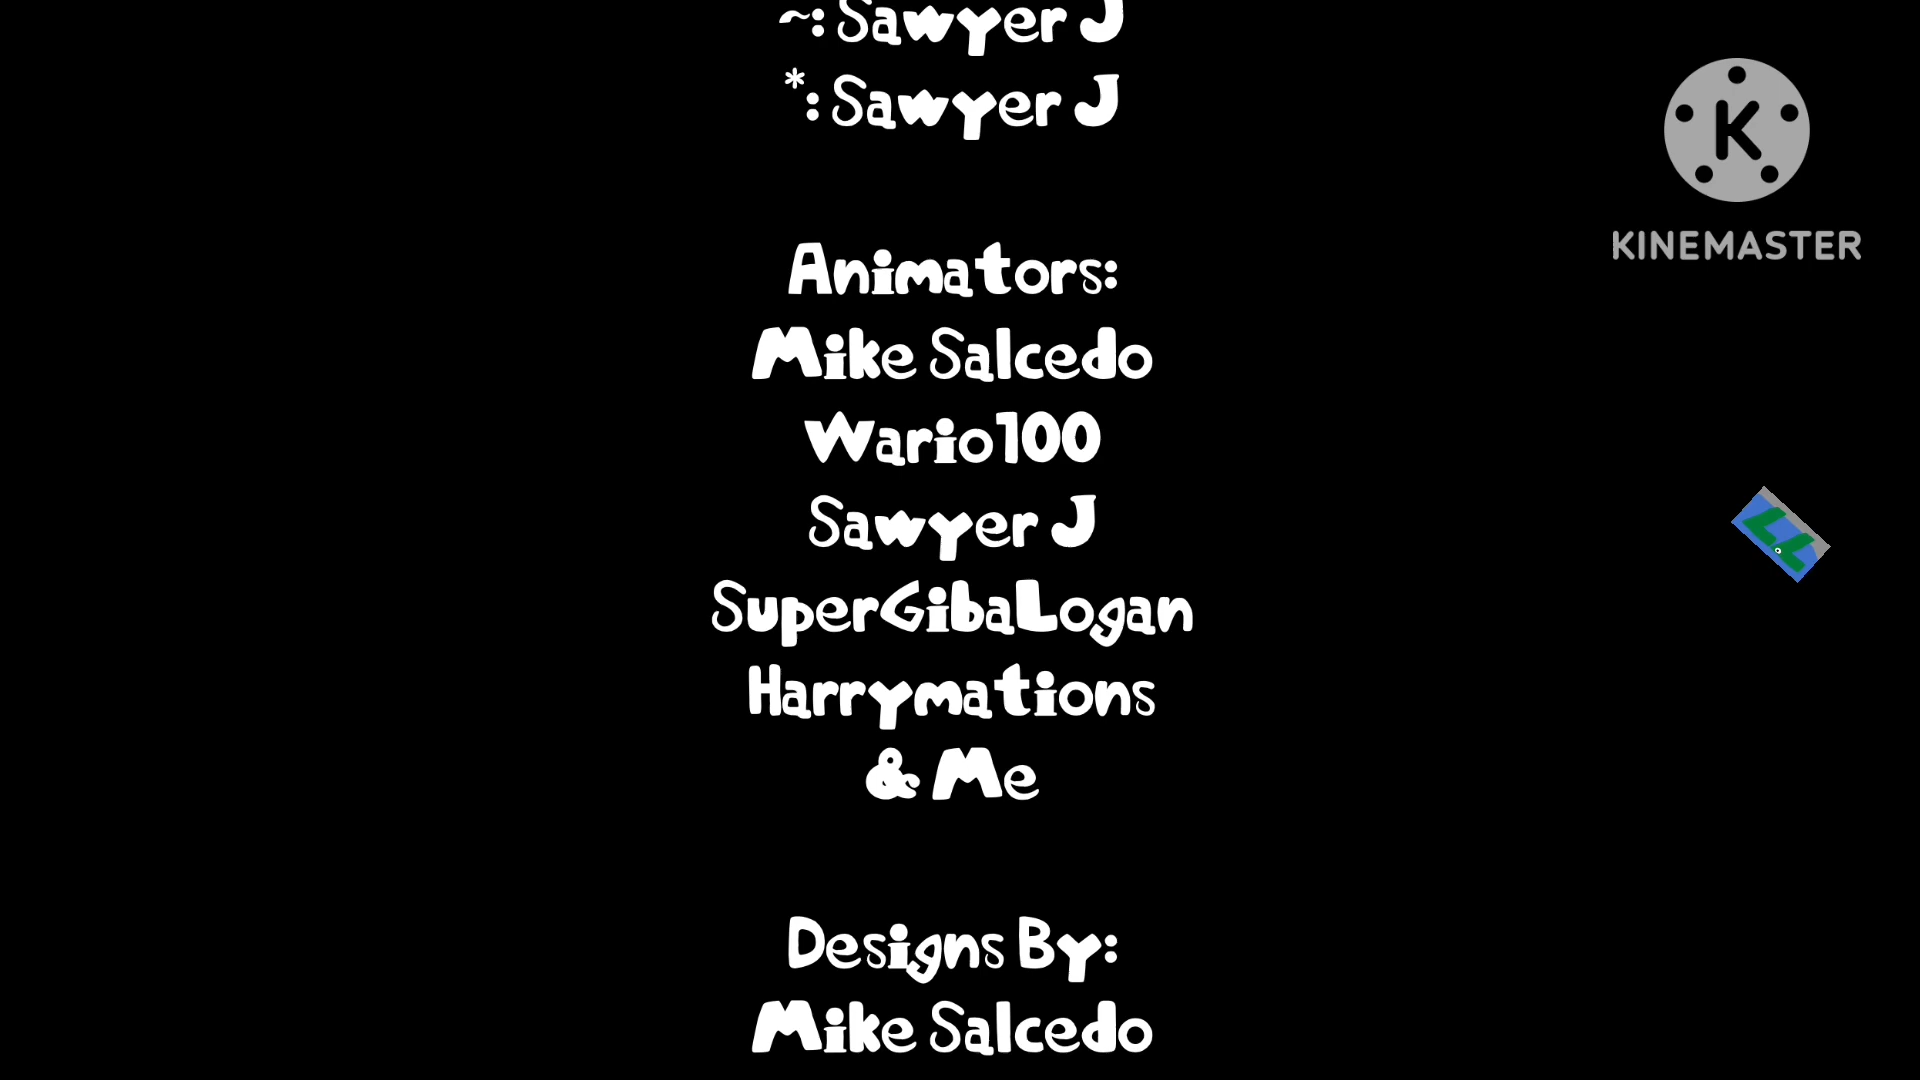 ~: Sawyer J
*: Sawyer J
Animators:
Mike Salcedo
Wario100
Sawyer J
SuperGibaLogan
Harrymations
& Me
Designs By:
Mike Salcedo
K
KINEMASTER